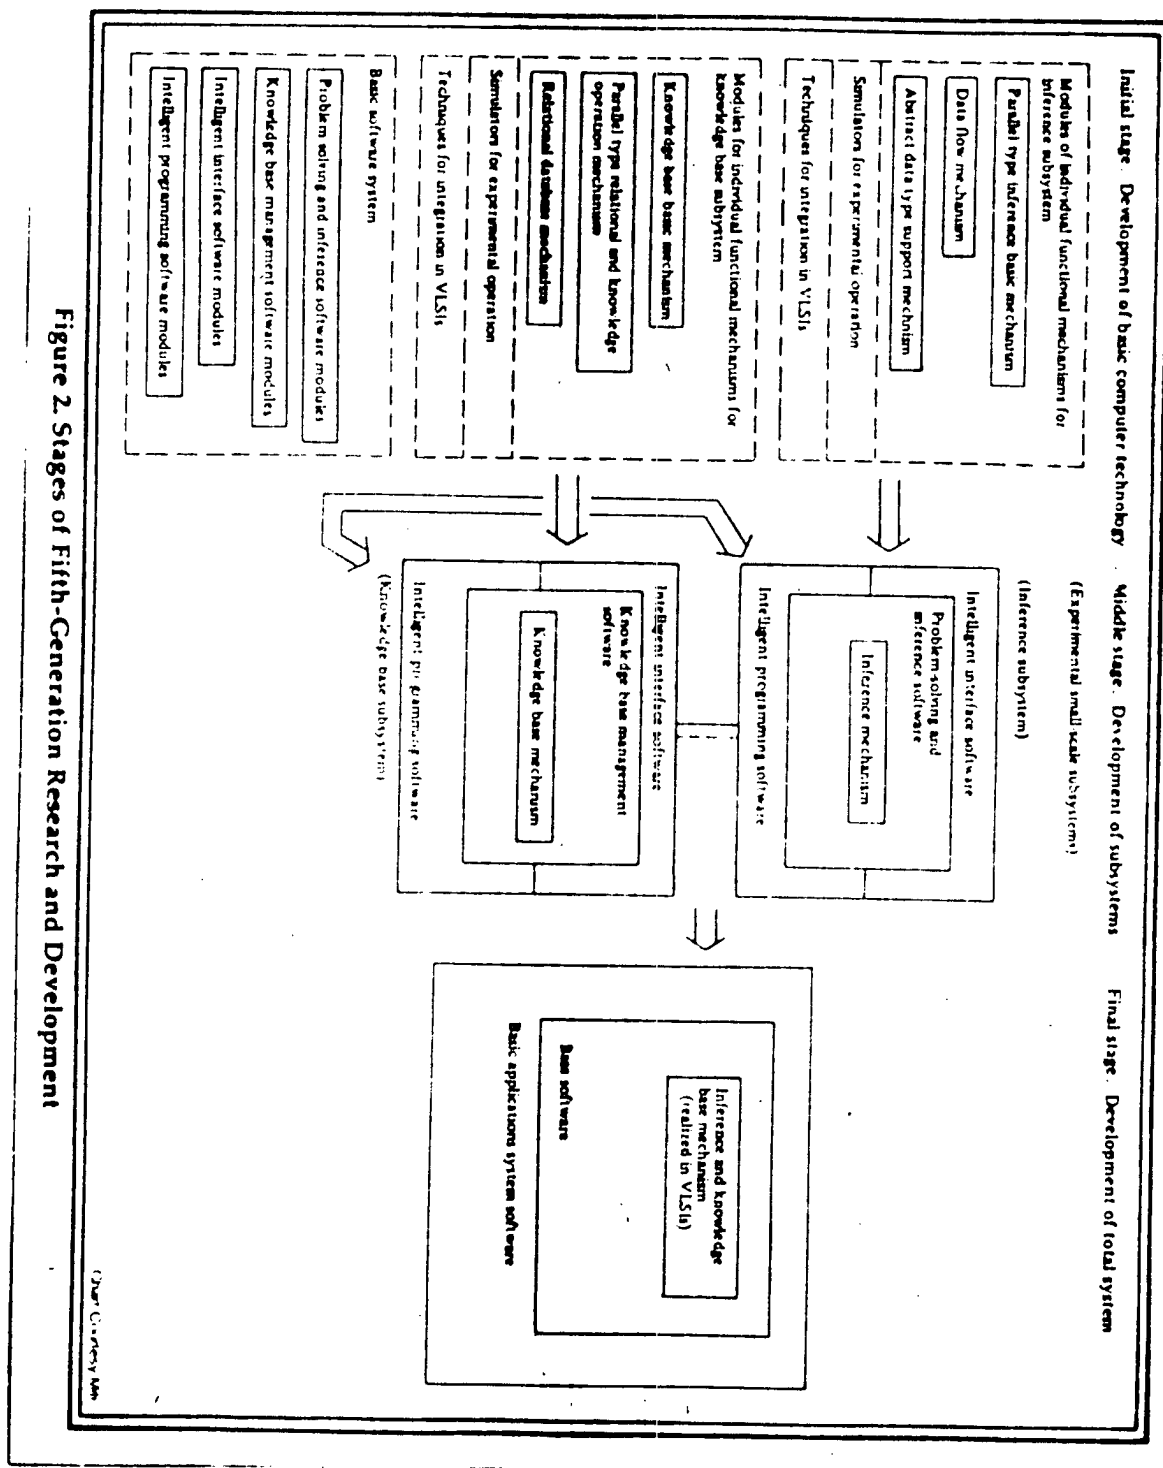 Initial stage. Development of basic computer technology
Middle stage. Development of subsystems
Final stage. Development of total system
Modules of individual functional mechanisms for
inference subsystem
Parallel type inference basic mechanism
Data flow mechanism
Abstract data type support mechnism
Simulators for experimental operation
Techniques for integration in VLSIs
Modules for individual functional mechanisms for
knowledge base subsystem
Knowledge base basic mechanism
Parallel type relational and knowledge
operation mechanism
Relational database mechanism
Simulators for experimental operation
Techniques for integration in VLSIs
Basic software system
Problem solving and inference software modules
Knowledge base management software modules
Intelligent interface software modules
Intelligent programming software modules
(Experimental small-scale subsystems)
(Inference subsystem)
Intelligent interface software
Problem-solving and
inference software
Inference mechanism
Intelligent programming software
Intelligent interface software
Knowledge base management
software
Knowledge base mechanism
Intelligent programming software
(Knowledge base subsystem)
Inference and knowledge
base mechanism
(realized in VLSIs)
Base software
Basic applications system software
Chart Courtesy
Figure 2. Stages of Fifth-Generation Research and Development